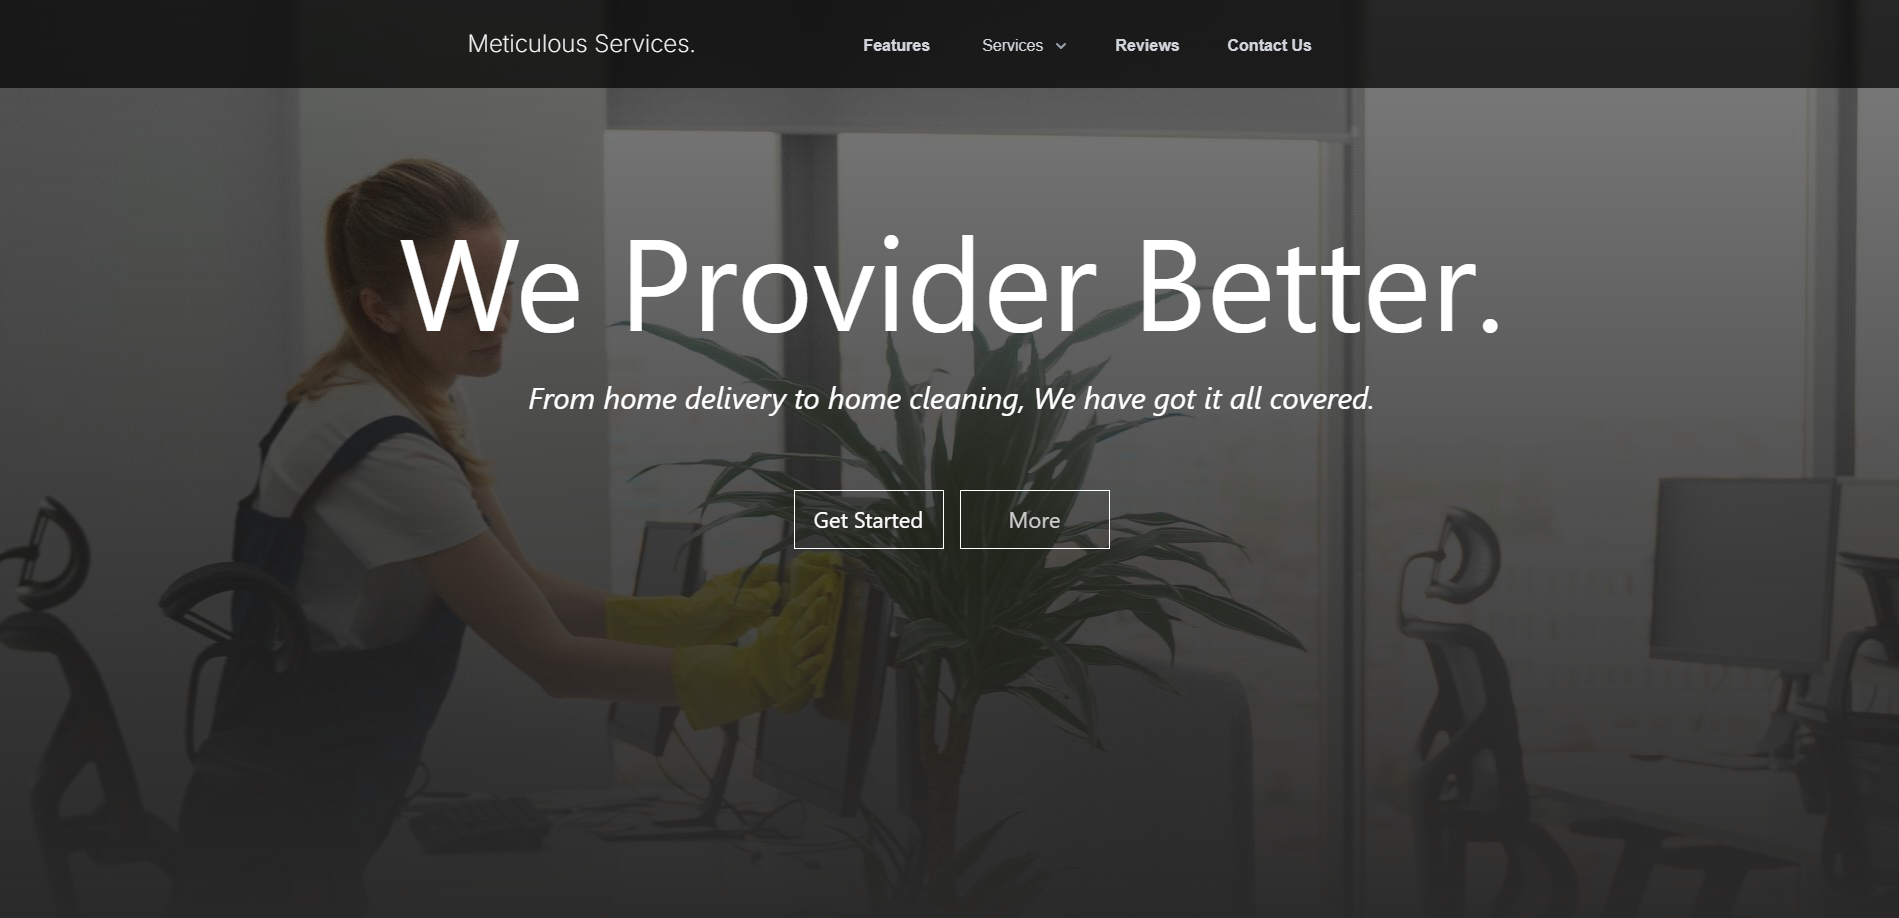 Meticulous Services.
Features Services Reviews Contact Us
We Provider Better.
From home delivery to home cleaning, We have got it all covered.
Get Started More